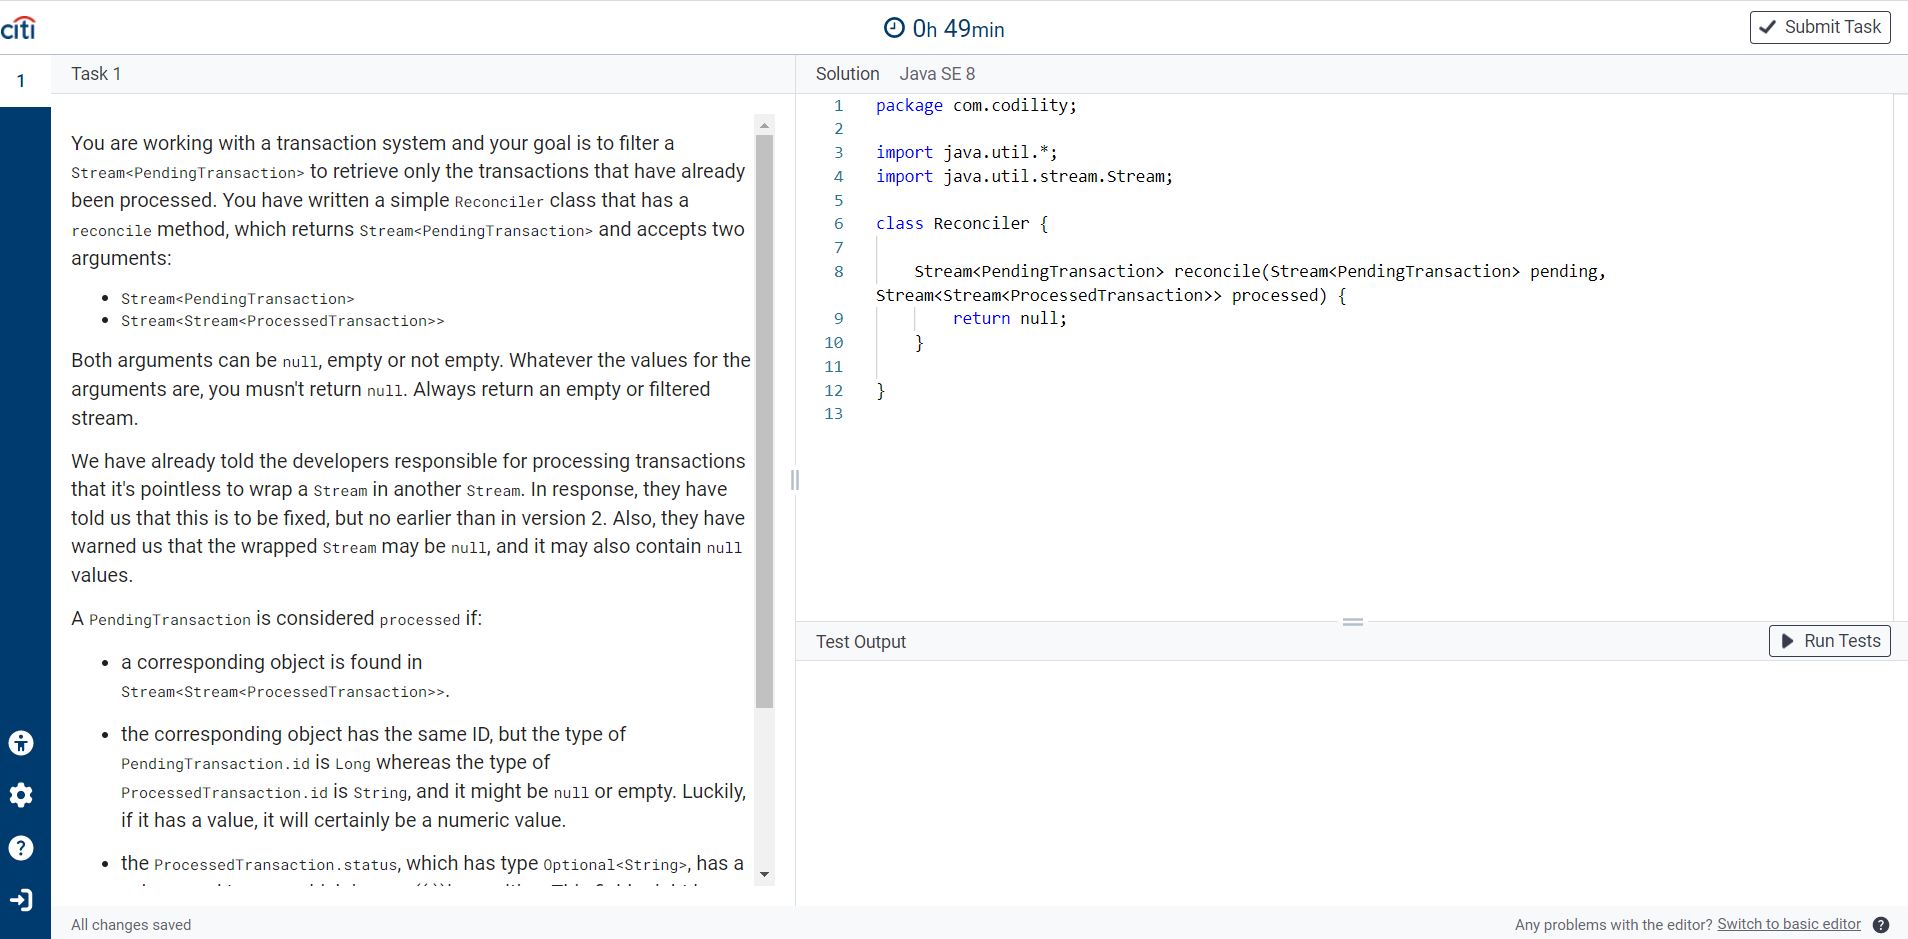 citi
0h 49min
Submit Task
1
Task 1
You are working with a transaction system and your goal is to filter a
Stream<PendingTransaction> to retrieve only the transactions that have already
been processed. You have written a simple Reconciler class that has a
reconcile method, which returns Stream<PendingTransaction> and accepts two
arguments:
• Stream<PendingTransaction>
• Stream<Stream<ProcessedTransaction>>
Both arguments can be null, empty or not empty. Whatever the values for the
arguments are, you musn't return null. Always return an empty or filtered
stream.
We have already told the developers responsible for processing transactions
that it's pointless to wrap a Stream in another Stream. In response, they have
told us that this is to be fixed, but no earlier than in version 2. Also, they have
warned us that the wrapped Stream may be null, and it may also contain null
values.
A PendingTransaction is considered processed if:
• a corresponding object is found in
Stream<Stream<ProcessedTransaction>>.
• the corresponding object has the same ID, but the type of
PendingTransaction.id is Long whereas the type of
ProcessedTransaction.id is String, and it might be null or empty. Luckily,
if it has a value, it will certainly be a numeric value.
• the ProcessedTransaction.status, which has type Optional<String>, has a
All changes saved
Solution Java SE 8
1 package com.codility;
2
3 import java.util.*;
4 import java.util.stream.Stream;
5
6 class Reconciler {
7
8 Stream<PendingTransaction> reconcile(Stream<PendingTransaction> pending,
Stream<Stream<ProcessedTransaction>> processed) {
9 return null;
10 }
11
12 }
13
Test Output
Run Tests
Any problems with the editor? Switch to basic editor ?